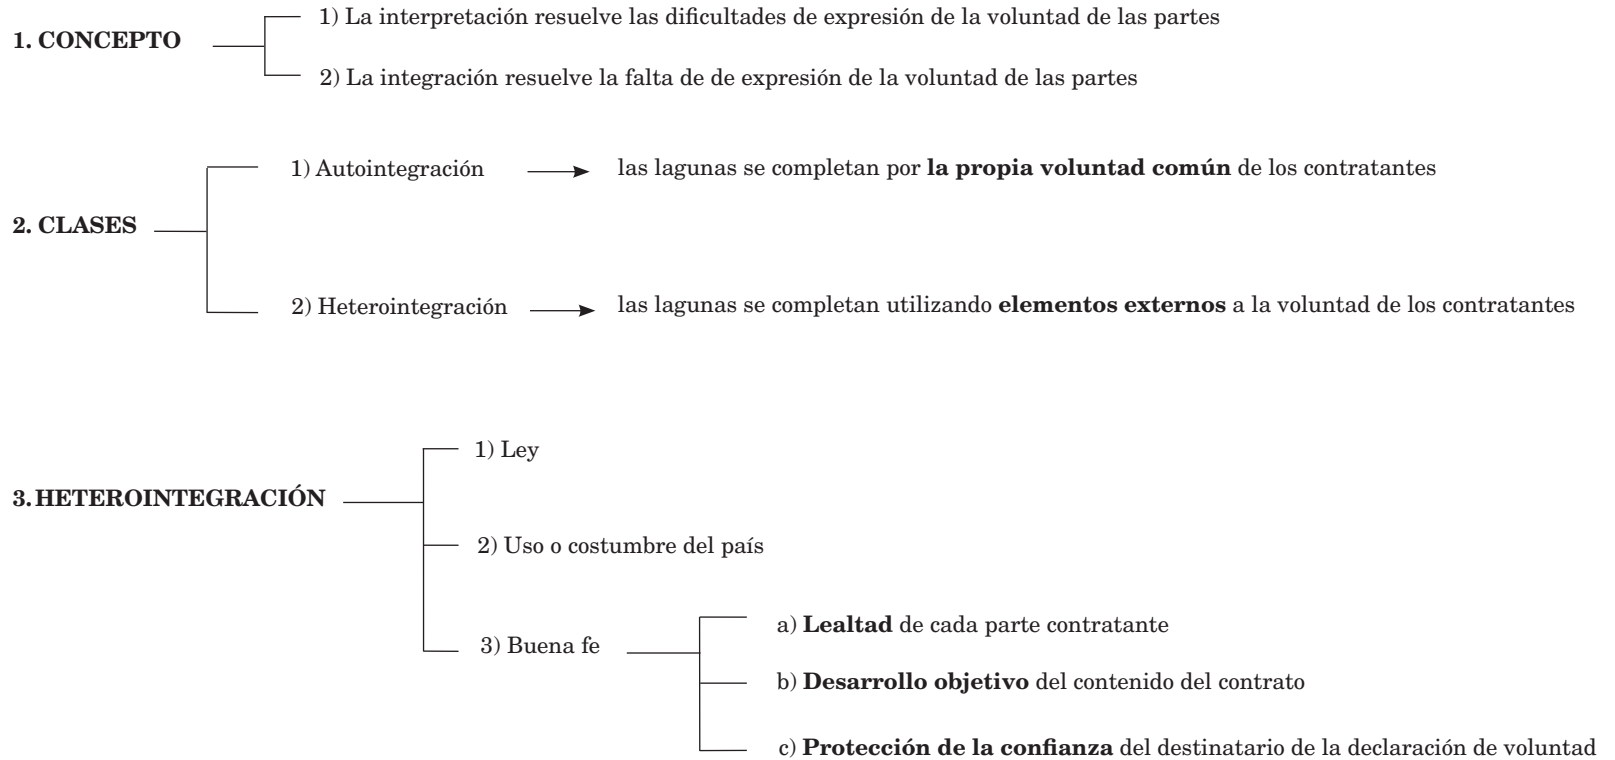 1) La interpretación resuelve las dificultades de expresión de la voluntad de las partes
1. CONCEPTO
2) La integración resuelve la falta de de expresión de la voluntad de las partes
1) Autointegración las lagunas se completan por la propia voluntad común de los contratantes
2. CLASES
2) Heterointegración las lagunas se completan utilizando elementos externos a la voluntad de los contratantes
1) Ley
3. HETEROINTEGRACIÓN
2) Uso o costumbre del país
3) Buena fe
a) Lealtad de cada parte contratante
b) Desarrollo objetivo del contenido del contrato
c) Protección de la confianza del destinatario de la declaración de voluntad